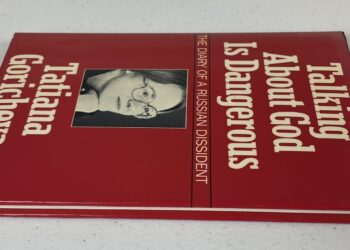 Talking
About God
Is Dangerous
THE DIARY OF A RUSSIAN DISSIDENT
Tatiana
Goricheva